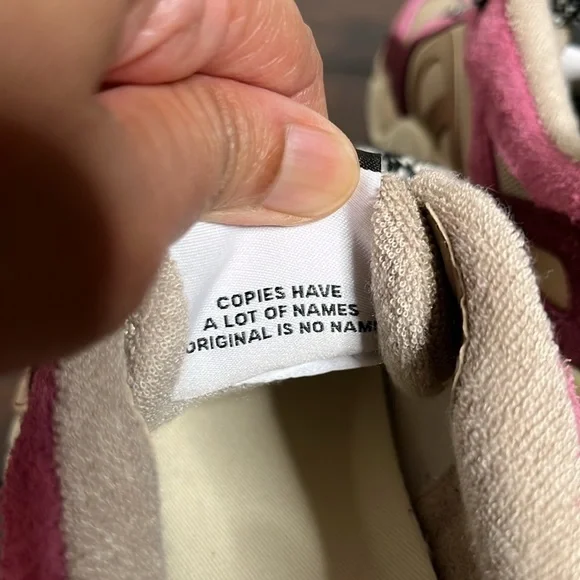 COPIES HAVE
A LOT OF NAMES
ORIGINAL IS NO NAM